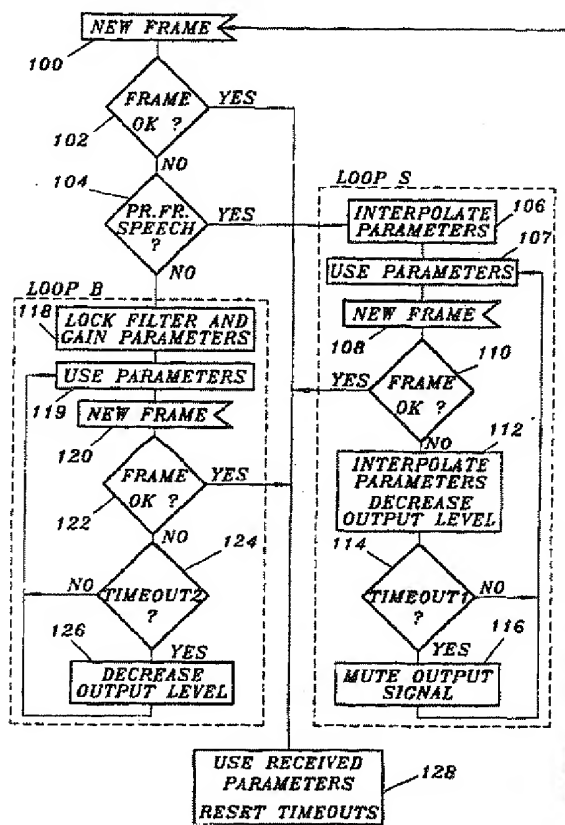 NEW FRAME
100
FRAME
OK ?
YES
102
NO
104
PR.FR.
SPEECH
?
YES
NO
LOOP S
INTERPOLATE
PARAMETERS
106
107
USE PARAMETERS
NEW FRAME
108
110
YES
FRAME
OK ?
NO
112
INTERPOLATE
PARAMETERS
DECREASE
OUTPUT LEVEL
114
TIMEOUT1
?
NO
YES
116
MUTE OUTPUT
SIGNAL
LOOP B
118
LOCK FILTER AND
GAIN PARAMETERS
USE PARAMETERS
119
NEW FRAME
120
FRAME
OK ?
YES
122
NO
124
NO
TIMEOUT2
?
126
YES
DECREASE
OUTPUT LEVEL
USE RECEIVED
PARAMETERS
RESET TIMEOUTS
128